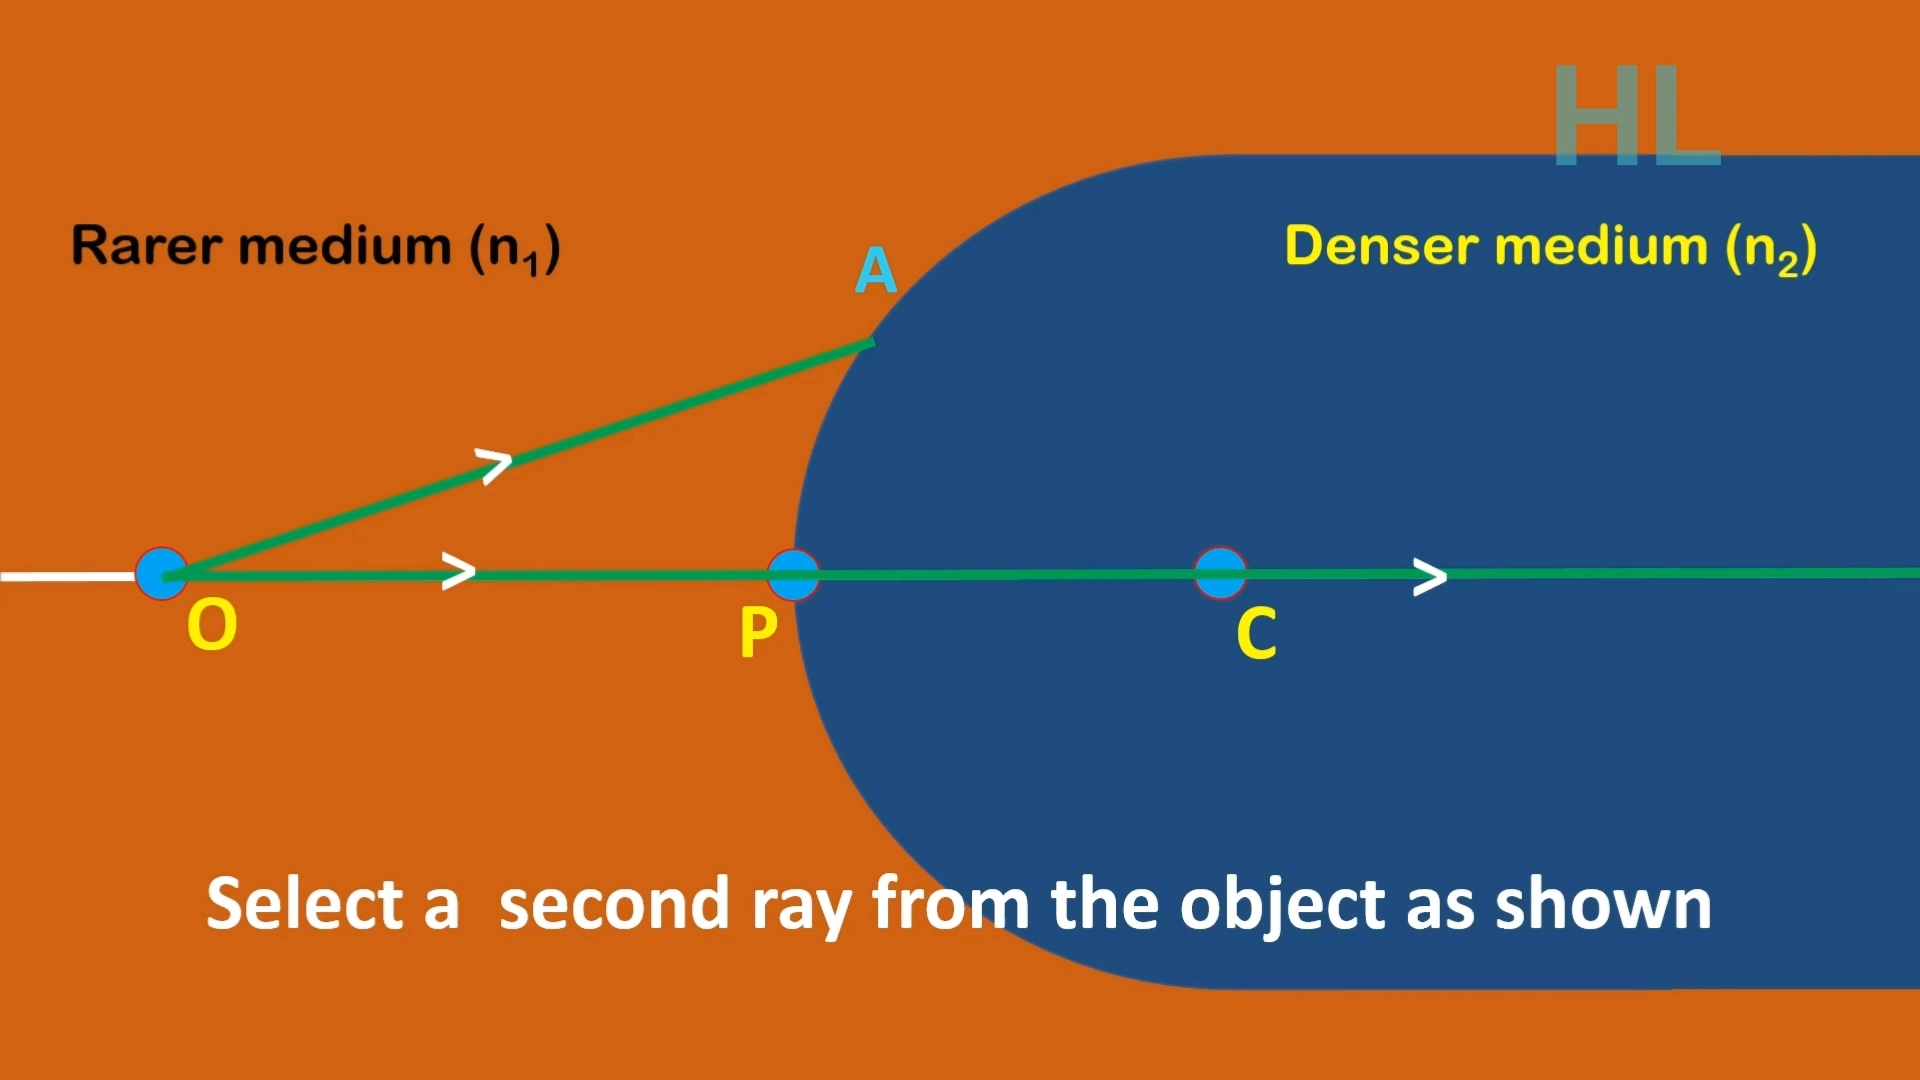 HL
Rarer medium (n₁)
Denser medium (n₂)
A
O
P
C
Select a  second ray from the object as shown